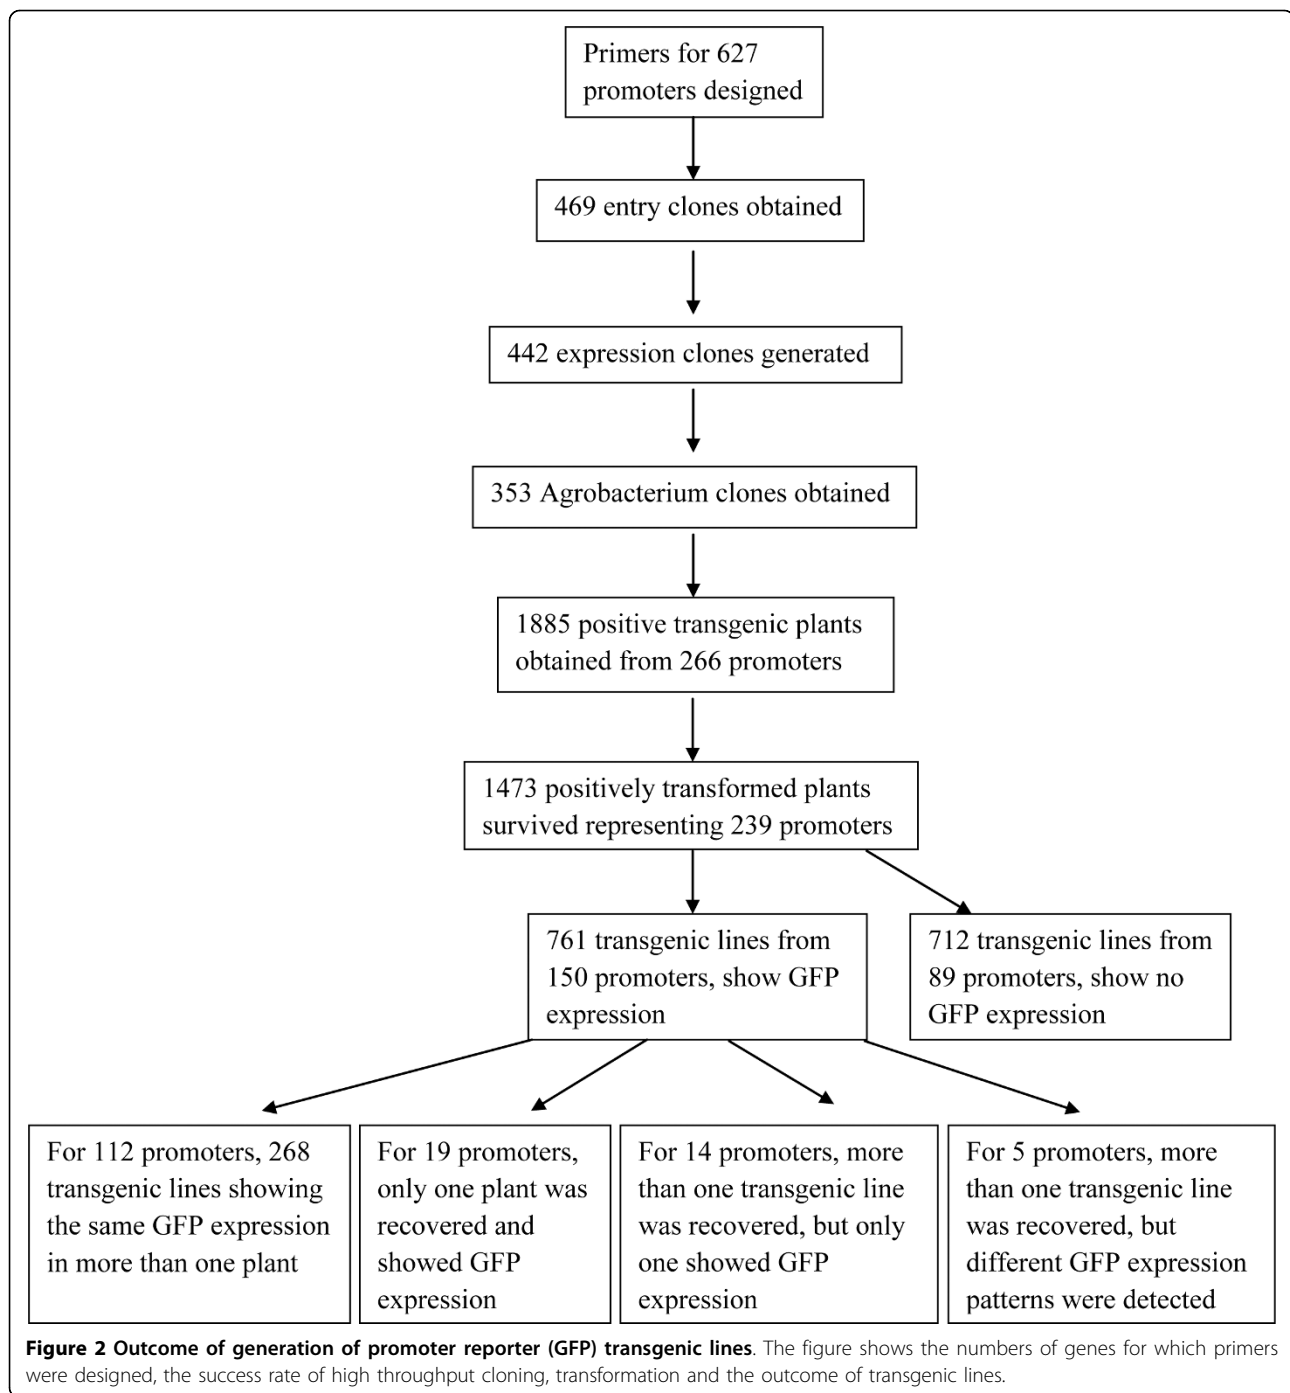 Primers for 627
promoters designed
469 entry clones obtained
442 expression clones generated
353 Agrobacterium clones obtained
1885 positive transgenic plants
obtained from 266 promoters
1473 positively transformed plants
survived representing 239 promoters
761 transgenic lines from
150 promoters, show GFP
expression
712 transgenic lines from
89 promoters, show no
GFP expression
For 112 promoters, 268
transgenic lines showing
the same GFP expression
in more than one plant
For 19 promoters,
only one plant was
recovered and
showed GFP
expression
For 14 promoters, more
than one transgenic line
was recovered, but only
one showed GFP
expression
For 5 promoters, more
than one transgenic line
was recovered, but
different GFP expression
patterns were detected
Figure 2 Outcome of generation of promoter reporter (GFP) transgenic lines. The figure shows the numbers of genes for which primers
were designed, the success rate of high throughput cloning, transformation and the outcome of transgenic lines.